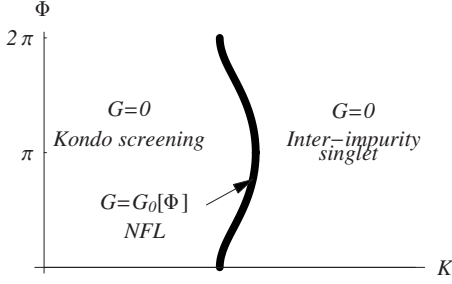 Φ
2 π
G=0
Kondo screening
G=0
Inter-impurity
singlet
π
G=G₀[Φ]
NFL
K